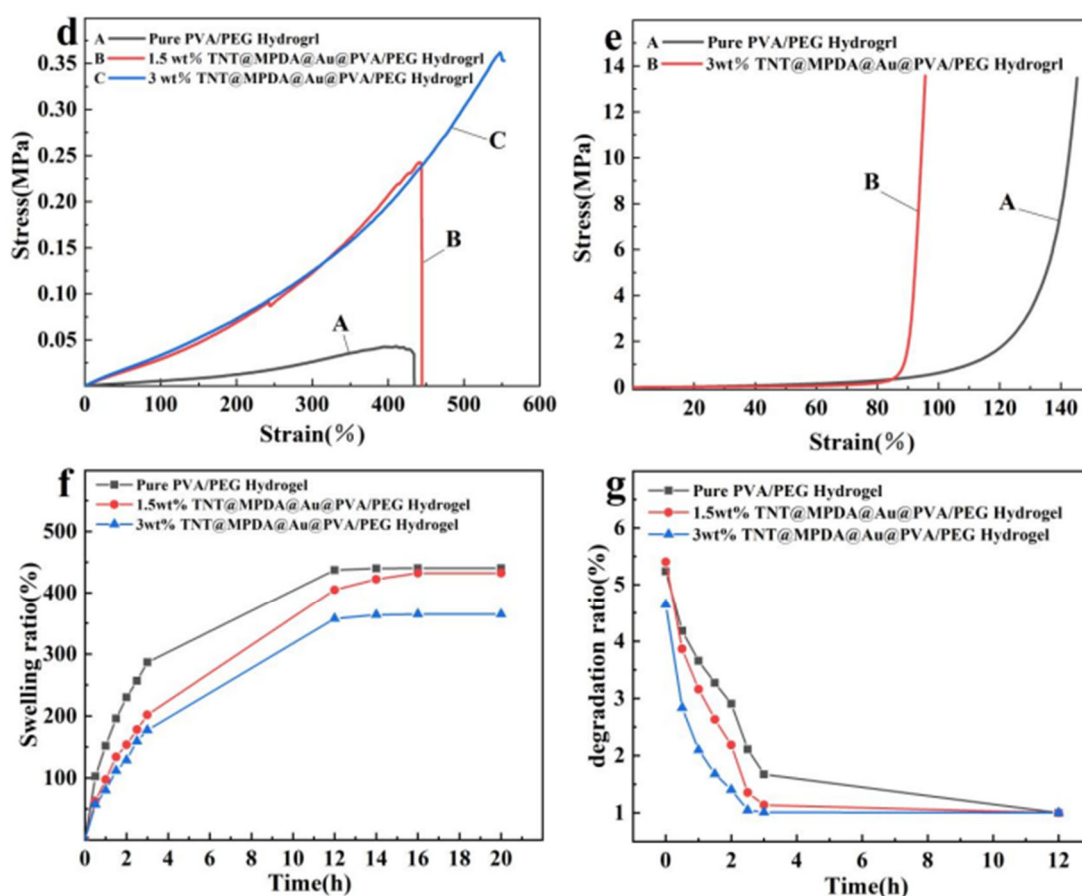 d
A Pure PVA/PEG Hydrogrl
B 1.5 wt% TNT@MPDA@Au@PVA/PEG Hydrogrl
C 3 wt% TNT@MPDA@Au@PVA/PEG Hydrogrl
0.35
0.30
0.25
0.20
0.15
0.10
0.05
Stress(MPa)
C
B
A
0 100 200 300 400 500 600
Strain(%)
e
A Pure PVA/PEG Hydrogrl
B 3wt% TNT@MPDA@Au@PVA/PEG Hydrogrl
14
12
10
8
6
4
2
0
Stress(MPa)
B
A
20 40 60 80 100 120 140
Strain(%)
f
Pure PVA/PEG Hydrogel
1.5wt% TNT@MPDA@Au@PVA/PEG Hydrogel
3wt% TNT@MPDA@Au@PVA/PEG Hydrogel
500
400
300
200
100
Swelling ratio(%)
0 2 4 6 8 10 12 14 16 18 20
Time(h)
g
Pure PVA/PEG Hydrogel
1.5wt% TNT@MPDA@Au@PVA/PEG Hydrogel
3wt% TNT@MPDA@Au@PVA/PEG Hydrogel
6
5
4
3
2
1
degradation ratio(%)
0 2 4 6 8 10 12
Time(h)